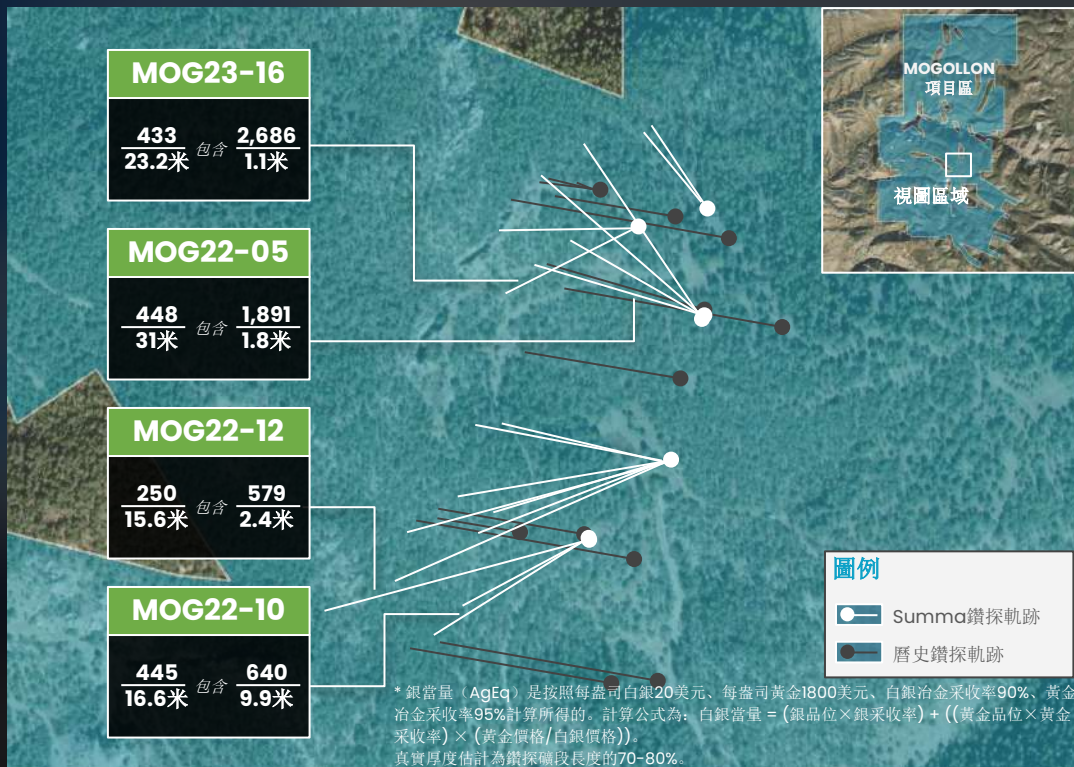 MOG23-16
433 包含 2,686
23.2米 1.1米
MOG22-05
448 包含 1,891
31米 1.8米
MOG22-12
250 包含 579
15.6米 2.4米
MOG22-10
445 包含 640
16.6米 9.9米
MOGOLLON
項目區
視圖區域
圖例
Summa鑽探軌跡
曆史鑽探軌跡
* 銀當量（AgEq）是按照每盎司白銀20美元、每盎司黃金1800美元、白銀冶金采收率90%、黃金
冶金采收率95%計算所得的。計算公式為：白銀當量 = (銀品位×銀采收率) + ((黃金品位×黃金
采收率) × (黃金價格/白銀價格))。
真實厚度估計為鑽探礦段長度的70-80%。